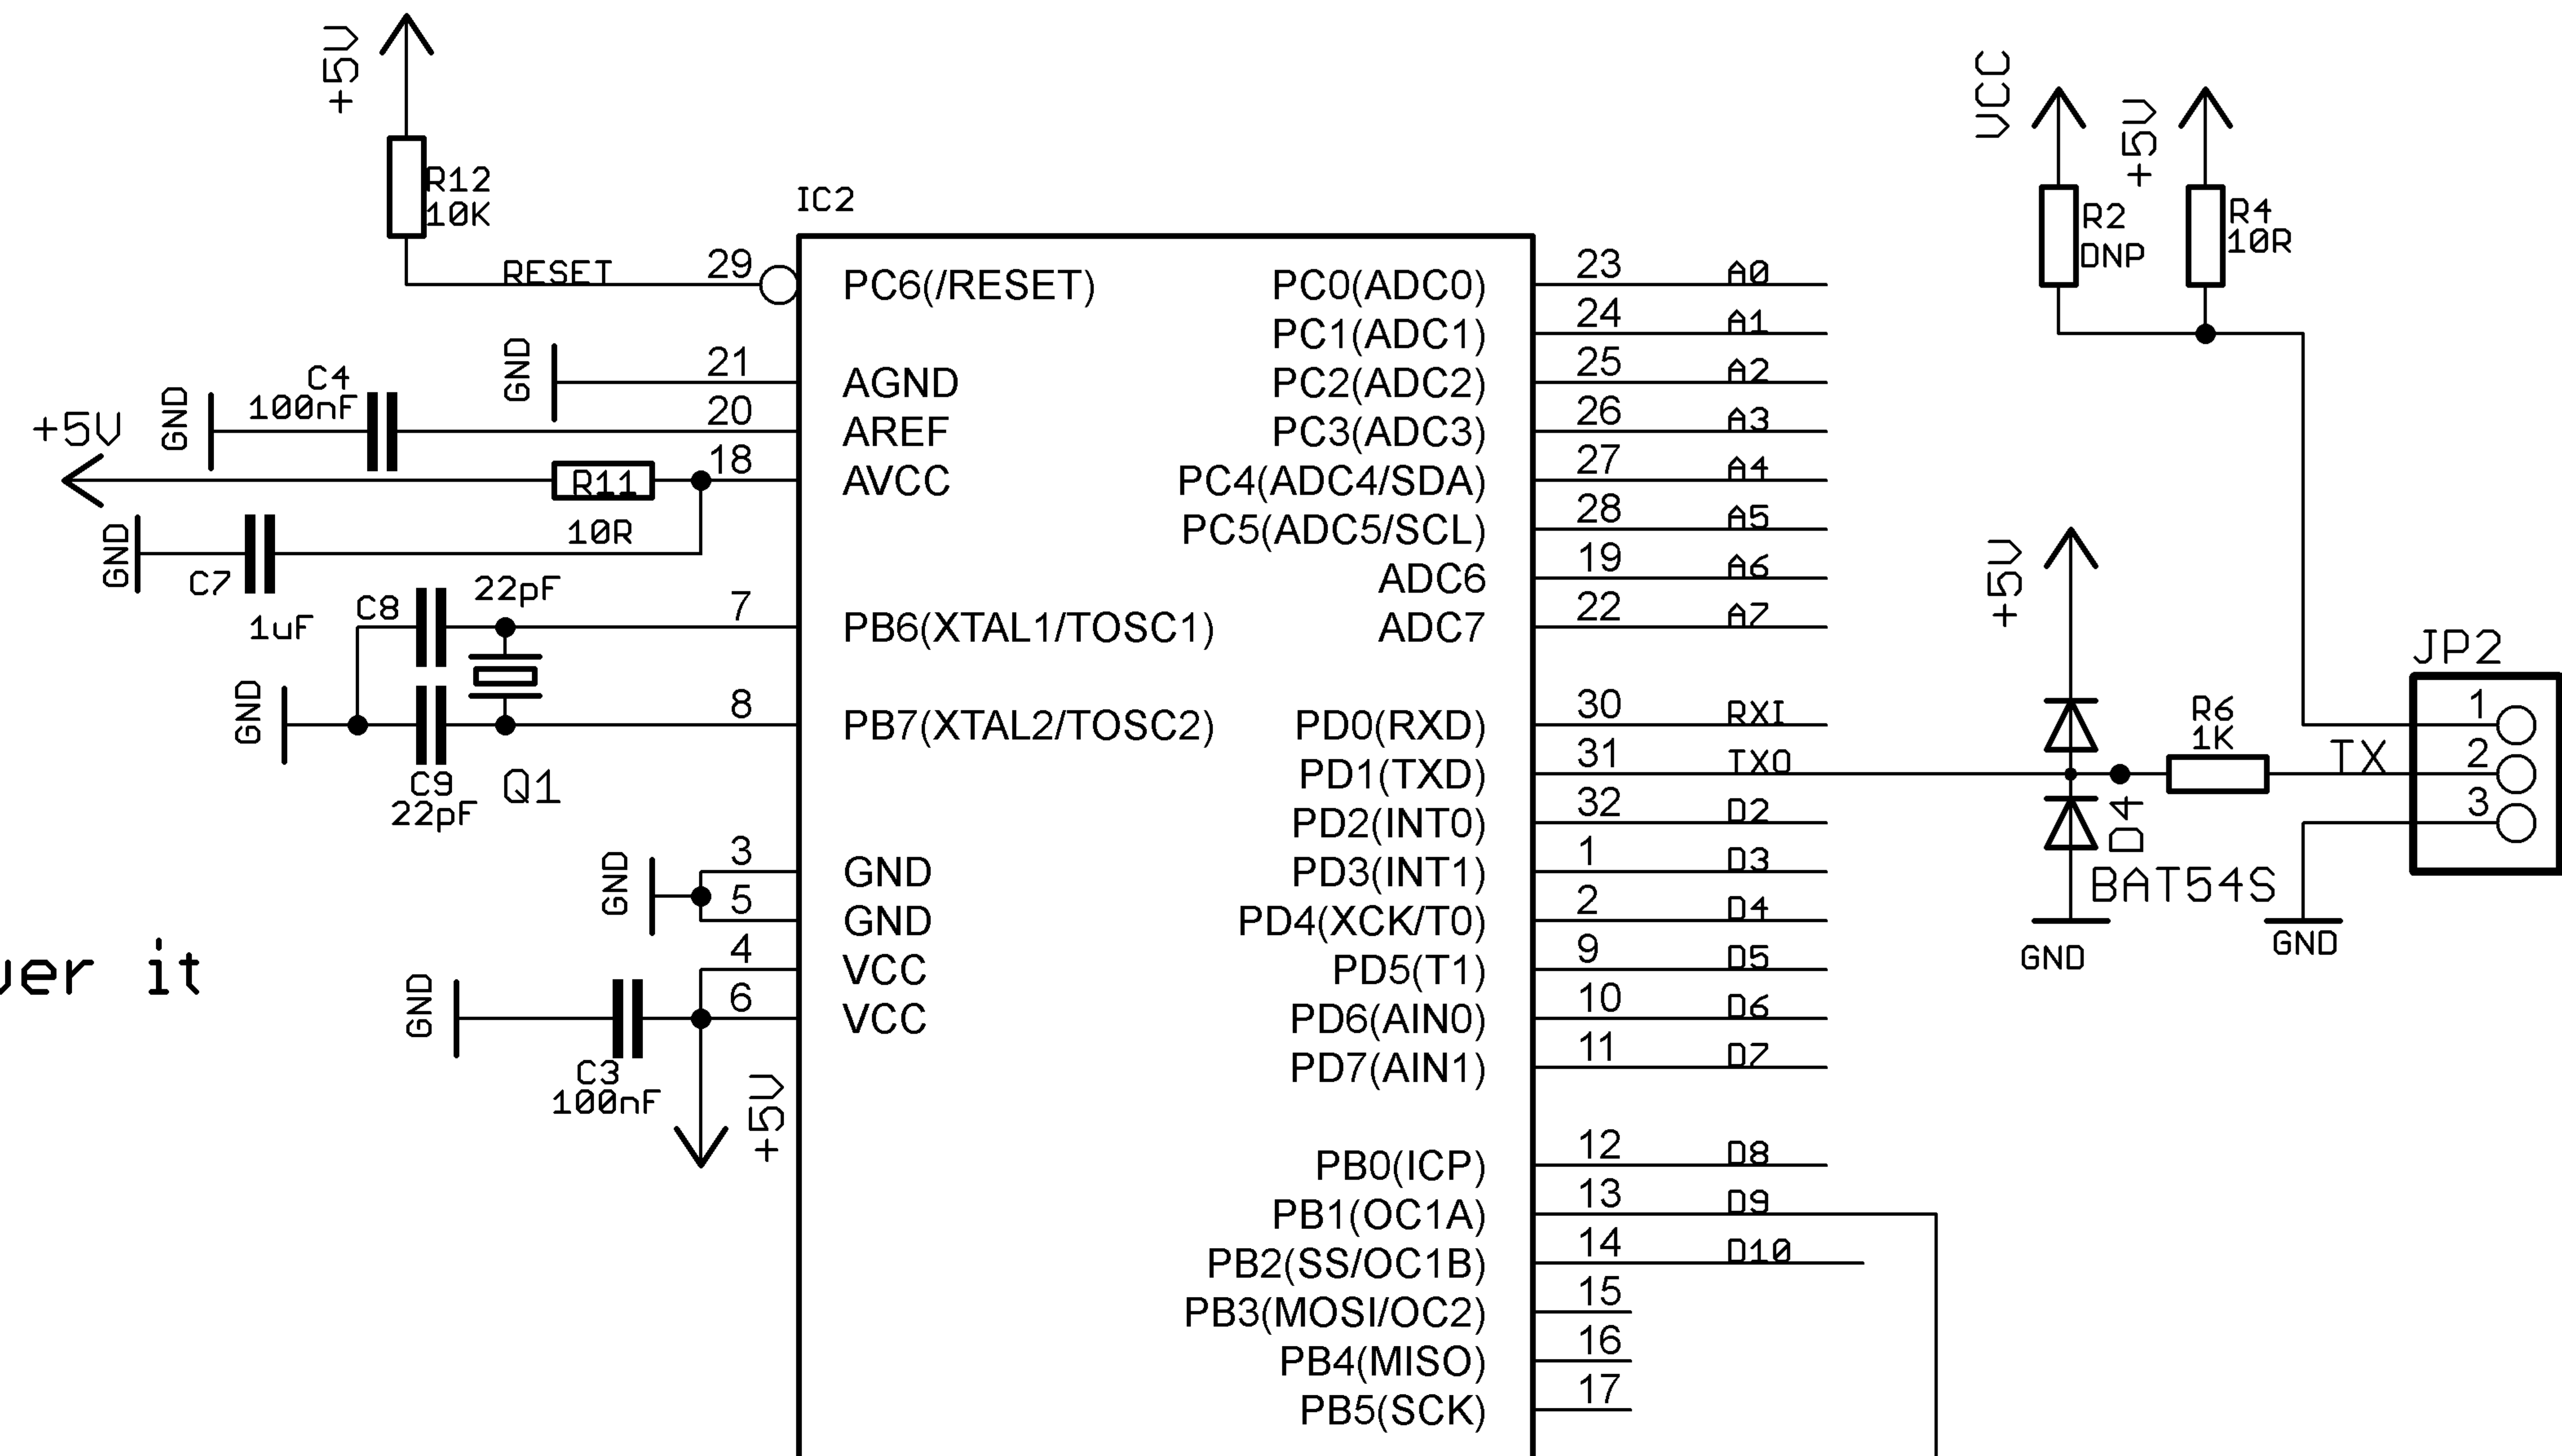 +5V
R12
10K
RESET
29
GND
21
C4
100nF
GND
20
+5V
18
R11
10R
GND
C7
1uF
22pF
C8
7
GND
8
C9
22pF
Q1
GND
3
5
4
6
GND
C3
100nF
+5V
IC2
PC6(/RESET)
AGND
AREF
AVCC
PB6(XTAL1/TOSC1)
PB7(XTAL2/TOSC2)
GND
GND
VCC
VCC
PC0(ADC0) 23 A0
PC1(ADC1) 24 A1
PC2(ADC2) 25 A2
PC3(ADC3) 26 A3
PC4(ADC4/SDA) 27 A4
PC5(ADC5/SCL) 28 A5
ADC6 19 A6
ADC7 22 A7
PD0(RXD) 30 RXI
PD1(TXD) 31 TXO
PD2(INT0) 32 D2
PD3(INT1) 1 D3
PD4(XCK/T0) 2 D4
PD5(T1) 9 D5
PD6(AIN0) 10 D6
PD7(AIN1) 11 D7
PB0(ICP) 12 D8
PB1(OC1A) 13 D9
PB2(SS/OC1B) 14 D10
PB3(MOSI/OC2) 15
PB4(MISO) 16
PB5(SCK) 17
VCC
+5V
R2
DNP
R4
10R
+5V
JP2
R6
1K
TX
1
2
3
D4
BAT54S
GND
GND
it